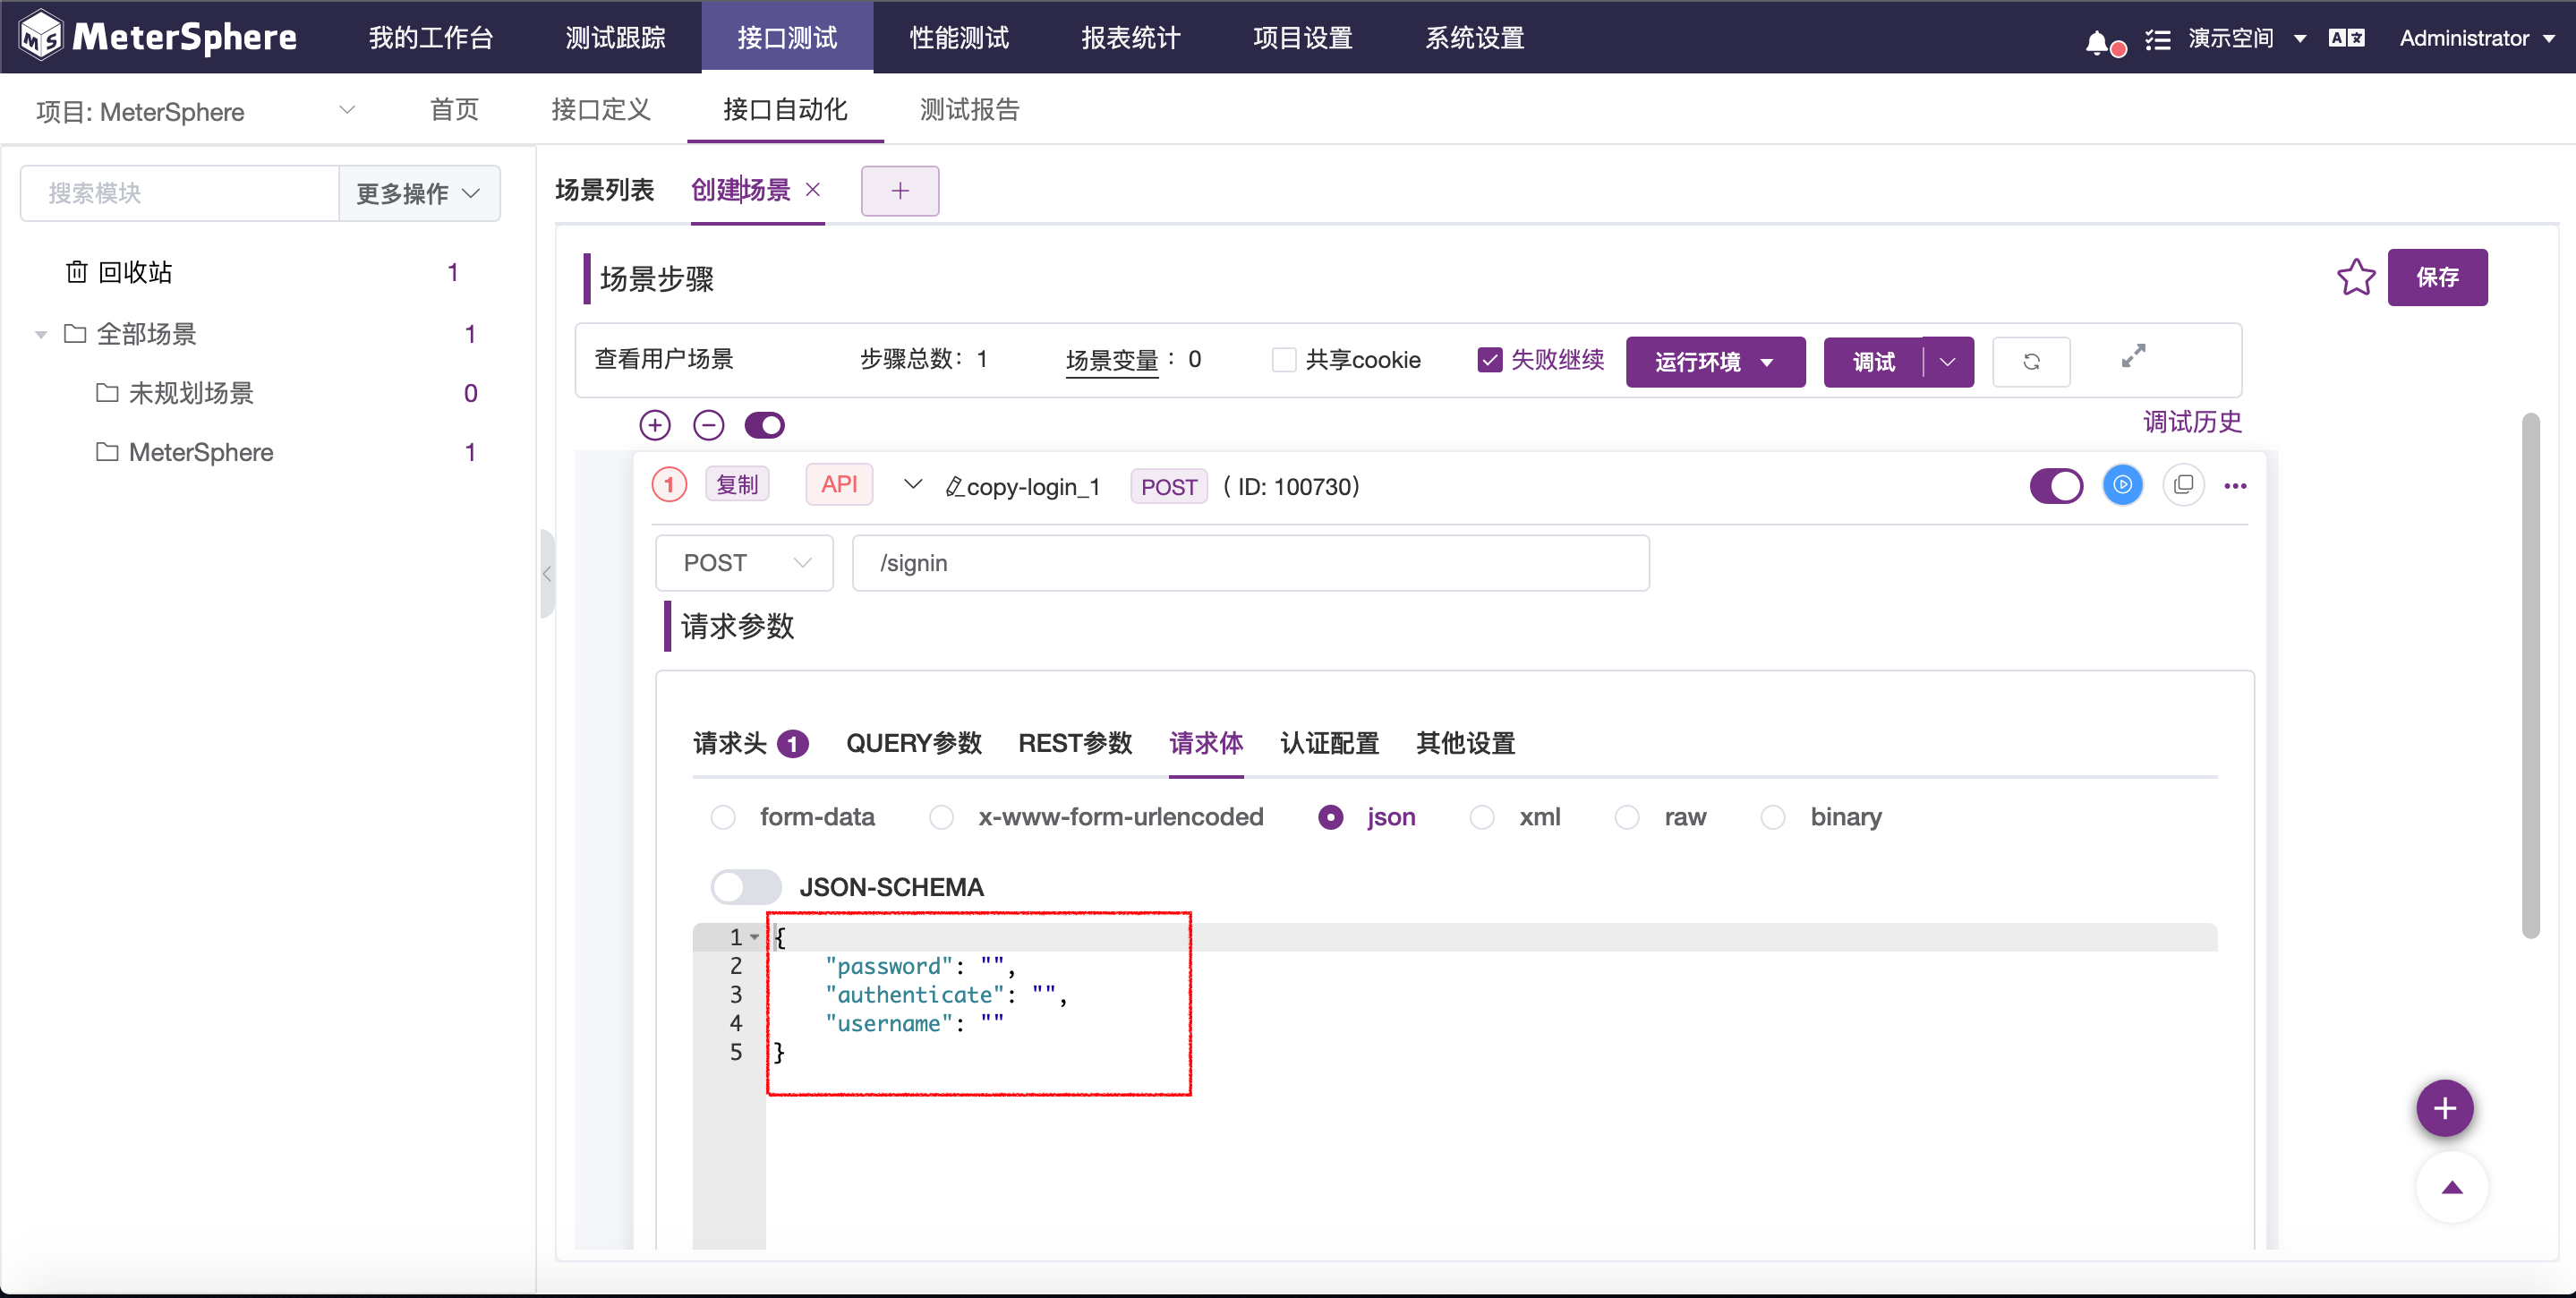 MeterSphere 我的工作台 测试跟踪 接口测试 性能测试 报表统计 项目设置 系统设置 演示空间 Administrator
项目: MeterSphere 首页 接口定义 接口自动化 测试报告
搜索模块 更多操作
回收站 1
全部场景 1
未规划场景 0
MeterSphere 1
场景列表 创建场景 +
场景步骤 保存
查看用户场景 步骤总数：1 场景变量：0 共享cookie 失败继续 运行环境 调试
调试历史
1 复制 API copy-login_1 POST ( ID: 100730)
POST /signin
请求参数
请求头 1 QUERY参数 REST参数 请求体 认证配置 其他设置
form-data x-www-form-urlencoded json xml raw binary
JSON-SCHEMA
1 {
2 "password": "",
3 "authenticate": "",
4 "username": ""
5 }